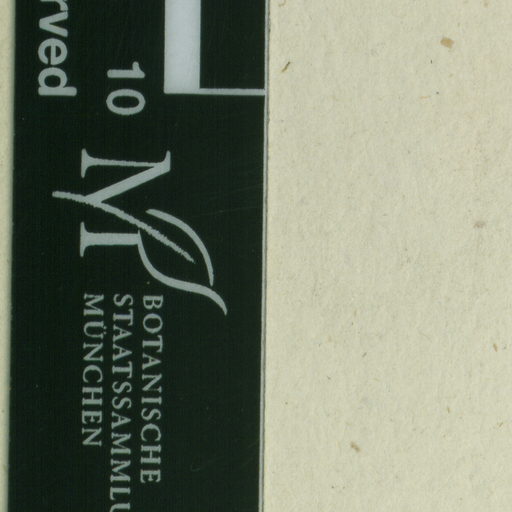 rved
10
BOTANISCHE
STAATSSAMMLU
MÜNCHEN